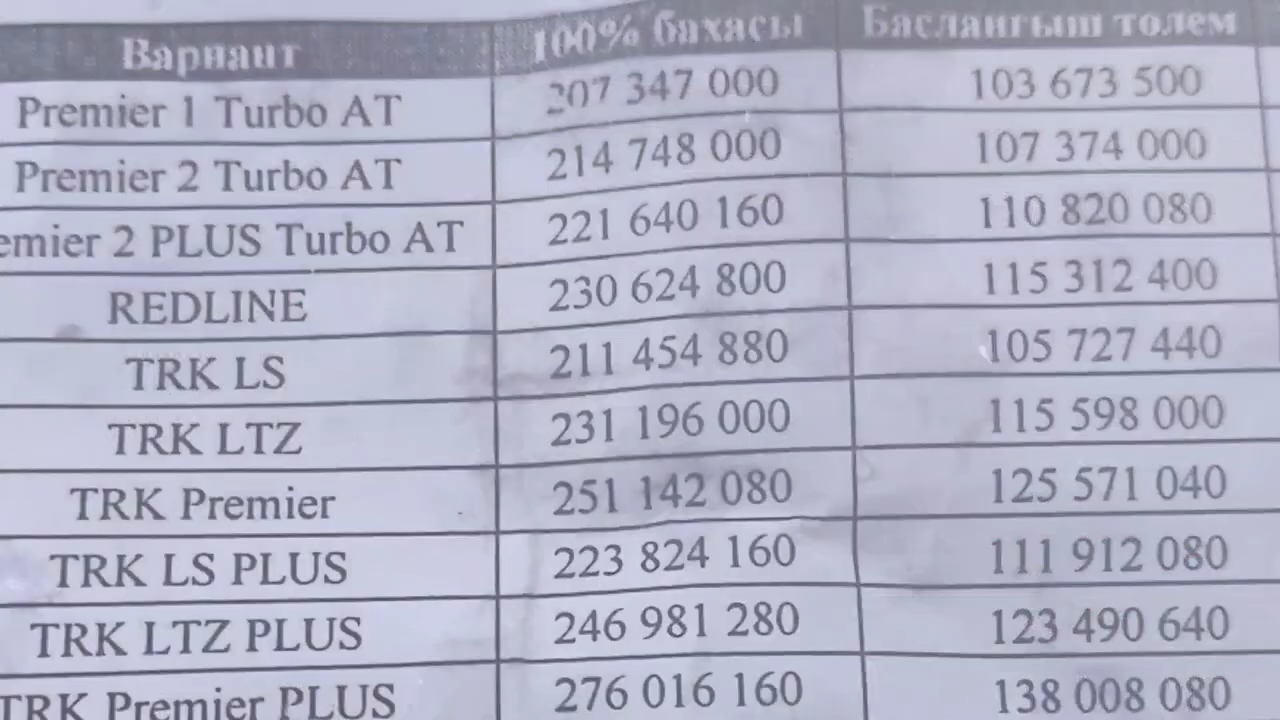 Вариант 100% бахасы Баслангыш толем
Premier 1 Turbo AT 207 347 000 103 673 500
Premier 2 Turbo AT 214 748 000 107 374 000
emier 2 PLUS Turbo AT 221 640 160 110 820 080
REDLINE 230 624 800 115 312 400
TRK LS 211 454 880 105 727 440
TRK LTZ 231 196 000 115 598 000
TRK Premier 251 142 080 125 571 040
TRK LS PLUS 223 824 160 111 912 080
TRK LTZ PLUS 246 981 280 123 490 640
TRK Premier PLUS 276 016 160 138 008 080